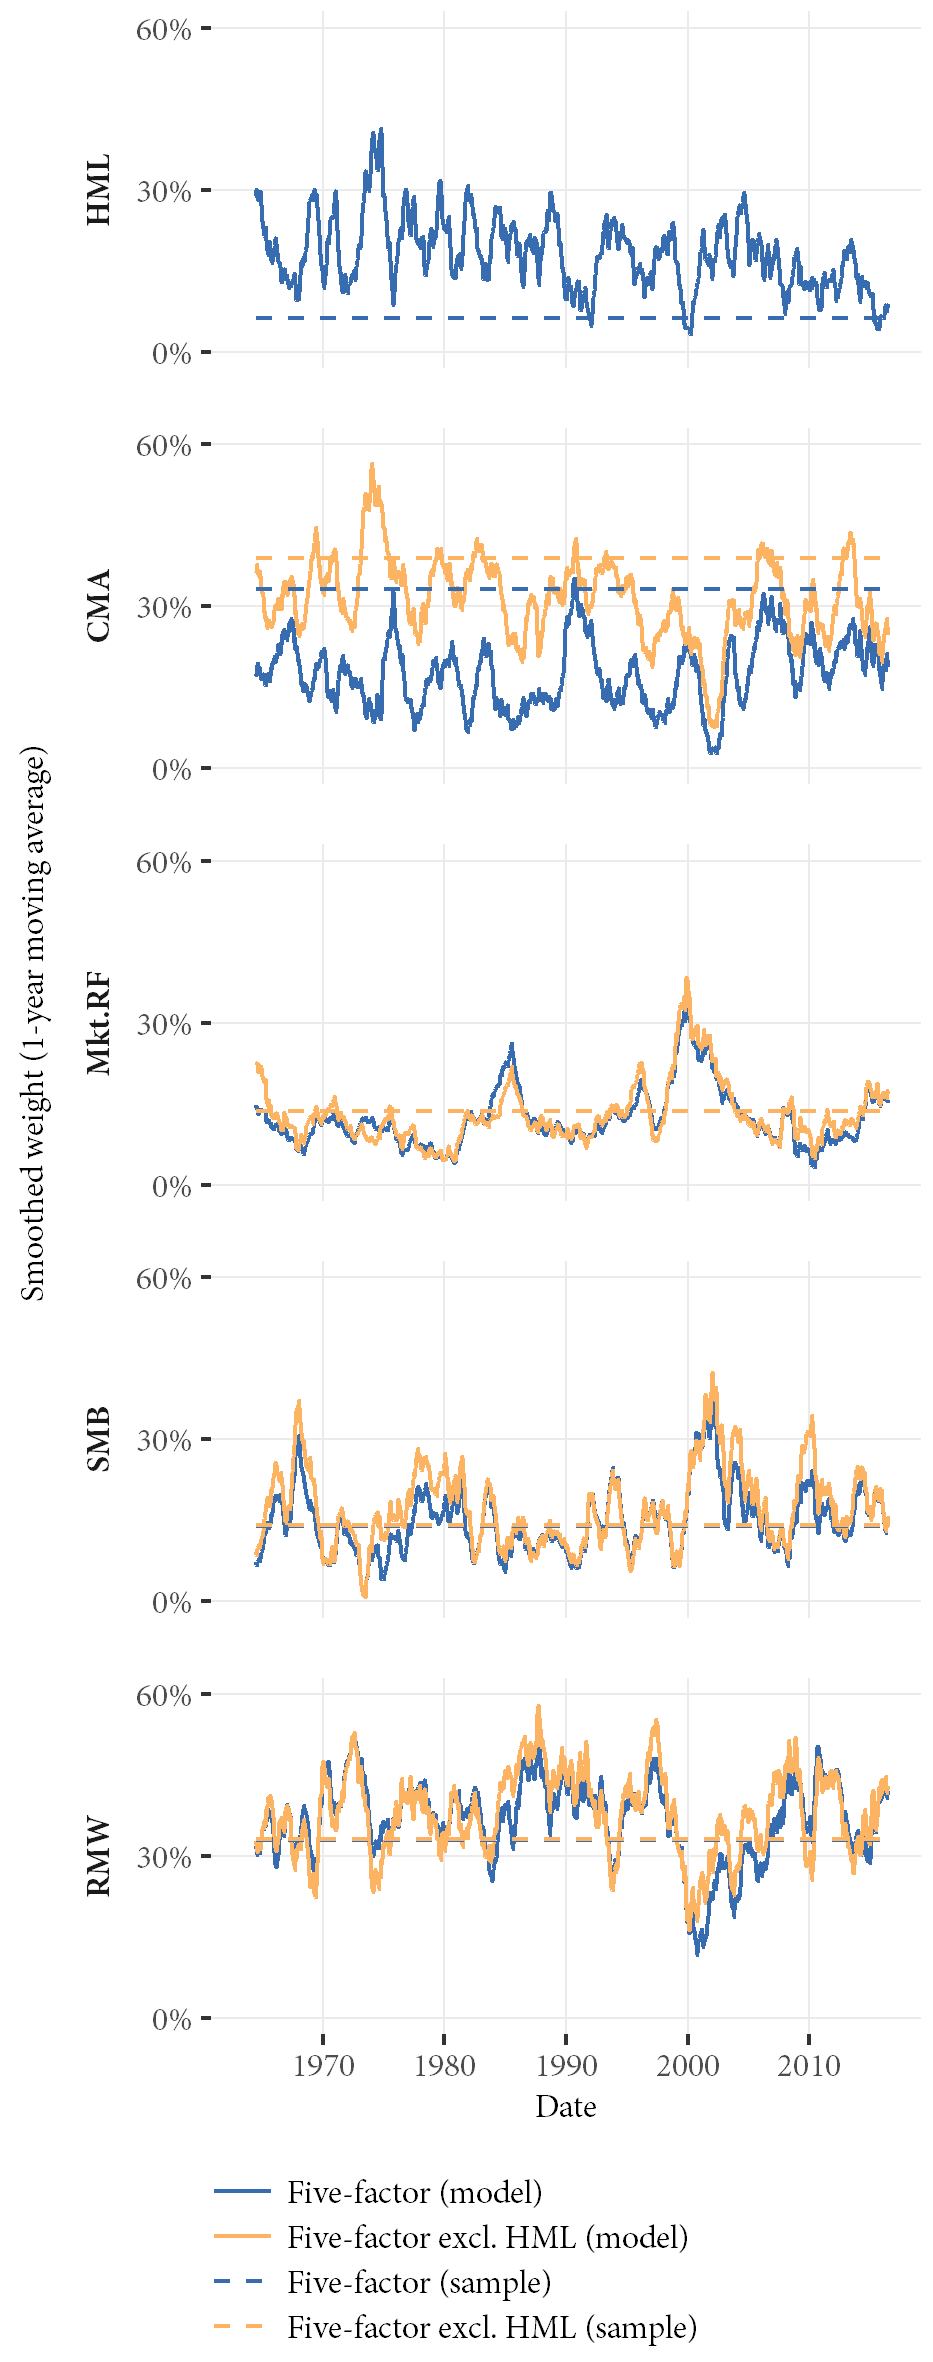 Smoothed weight (1-year moving average)
HML
60%
30%
0%
CMA
60%
30%
0%
Mkt.RF
60%
30%
0%
SMB
60%
30%
0%
RMW
60%
30%
0%
1970 1980 1990 2000 2010
Date
Five-factor (model)
Five-factor excl. HML (model)
Five-factor (sample)
Five-factor excl. HML (sample)